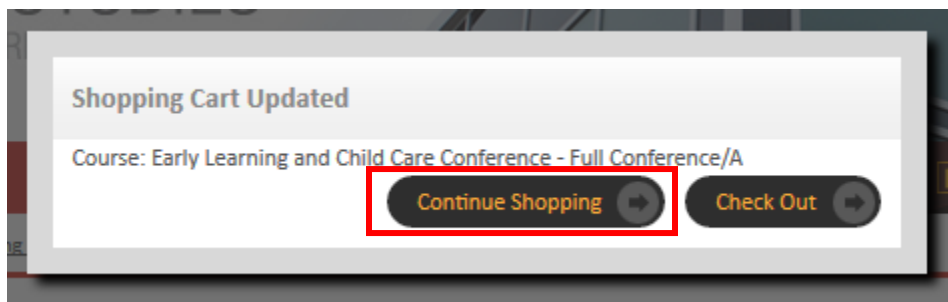 Shopping Cart Updated
Course: Early Learning and Child Care Conference - Full Conference/A
Continue Shopping
Check Out